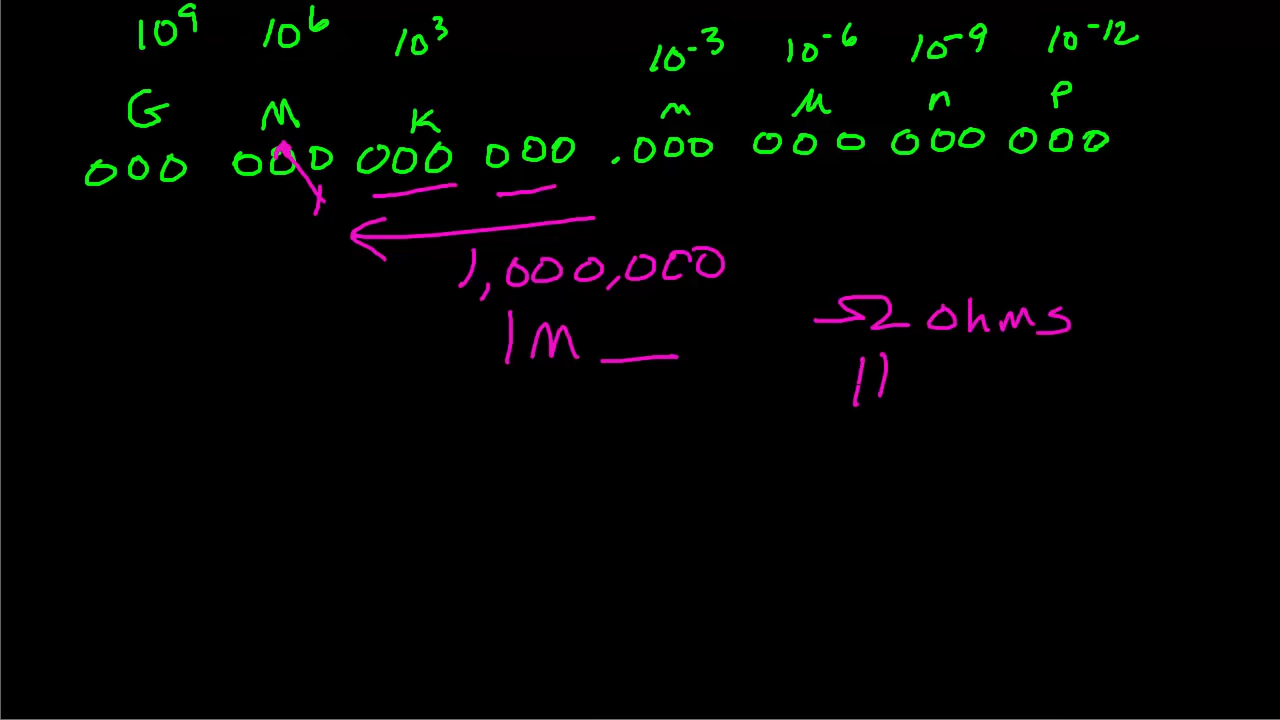 10⁹ 10⁶ 10³ 10⁻³ 10⁻⁶ 10⁻⁹ 10⁻¹²
G M K m μ n p
000 000 000 000 .000 000 000 000
1,000,000
1M ___ Ω ohms